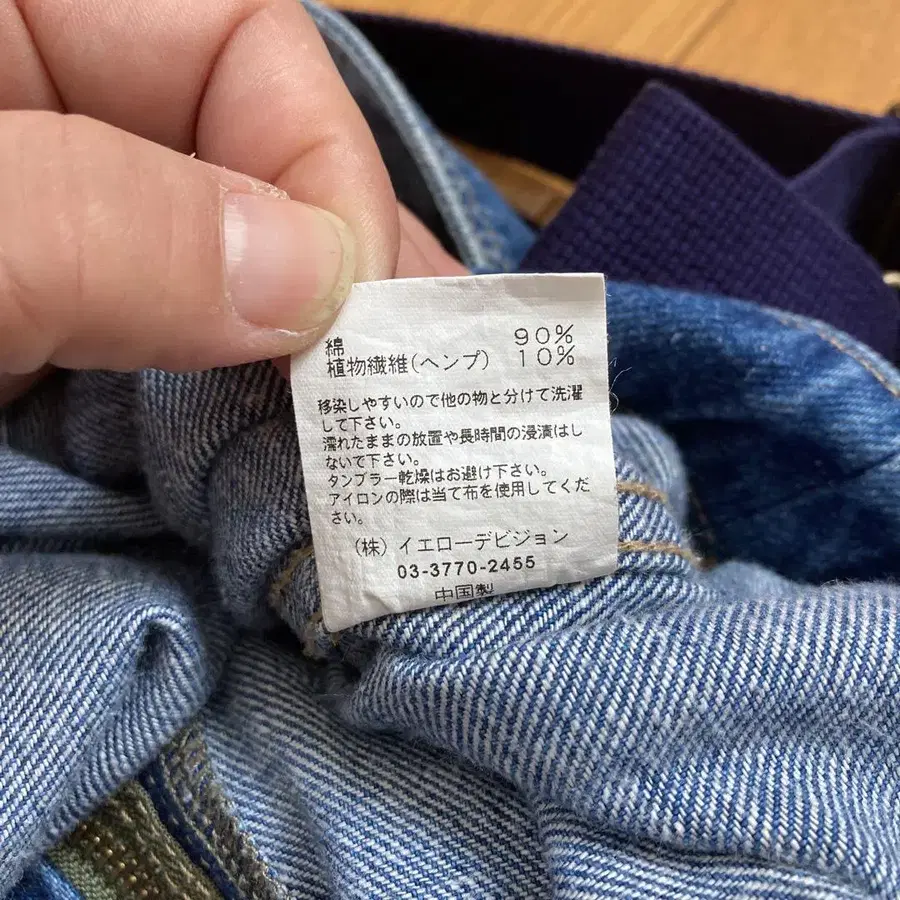 綿 90%
植物繊維(ヘンプ) 10%
移染しやすいので他の物と分けて洗濯
して下さい。
濡れたままの放置や長時間の浸漬はし
ないで下さい。
タンブラー乾燥はお避け下さい。
アイロンの際は当て布を使用してくだ
さい。
(株)イエローデビジョン
03-3770-2455
中国製